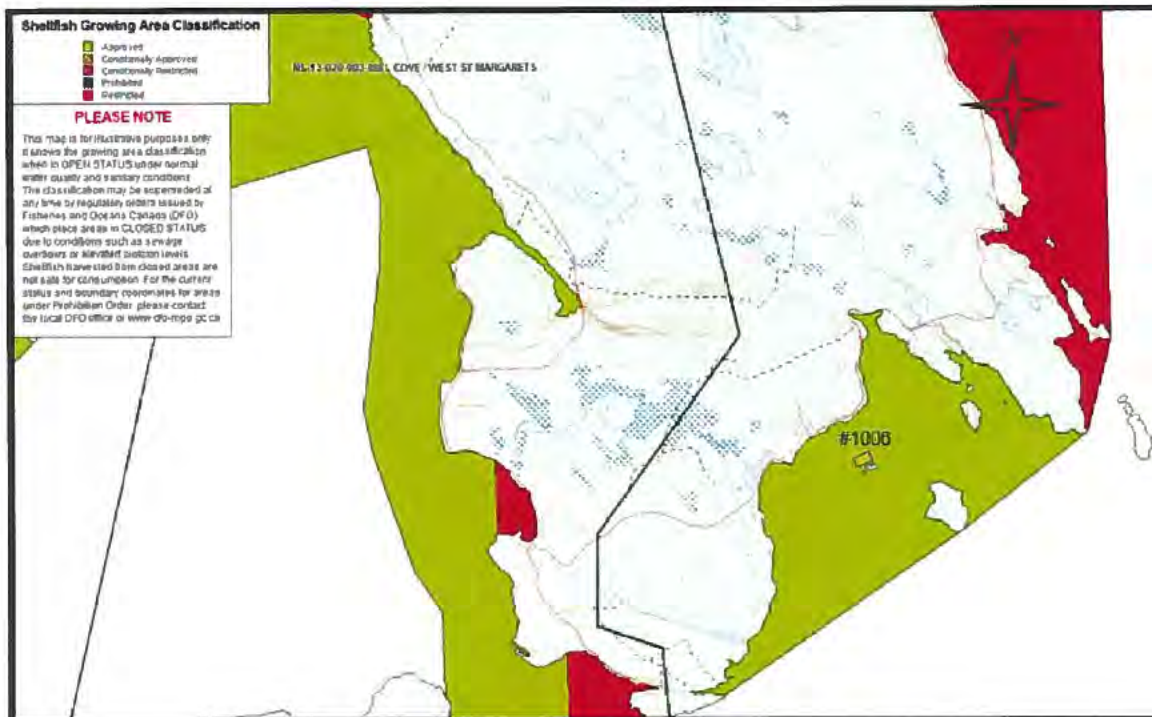 Shellfish Growing Area Classification
Approved
Conditionally Approved
Conditionally Restricted
Prohibited
Restricted
PLEASE NOTE
This map is for illustrative purposes only
It shows the growing area classification
when in OPEN STATUS under normal
water quality and sanitary conditions
The classification may be superseded at
any time by regulatory orders issued by
Fisheries and Oceans Canada (DFO)
which place areas in CLOSED STATUS
due to conditions such as sewage
overflows or elevated biotoxin levels
Shellfish harvested from closed areas are
not safe for consumption. For the current
status and boundary coordinates for areas
under Prohibition Order please contact
the local DFO office or www.dfo-mpo.gc.ca
COVE / WEST ST MARGARETS
N
#1006